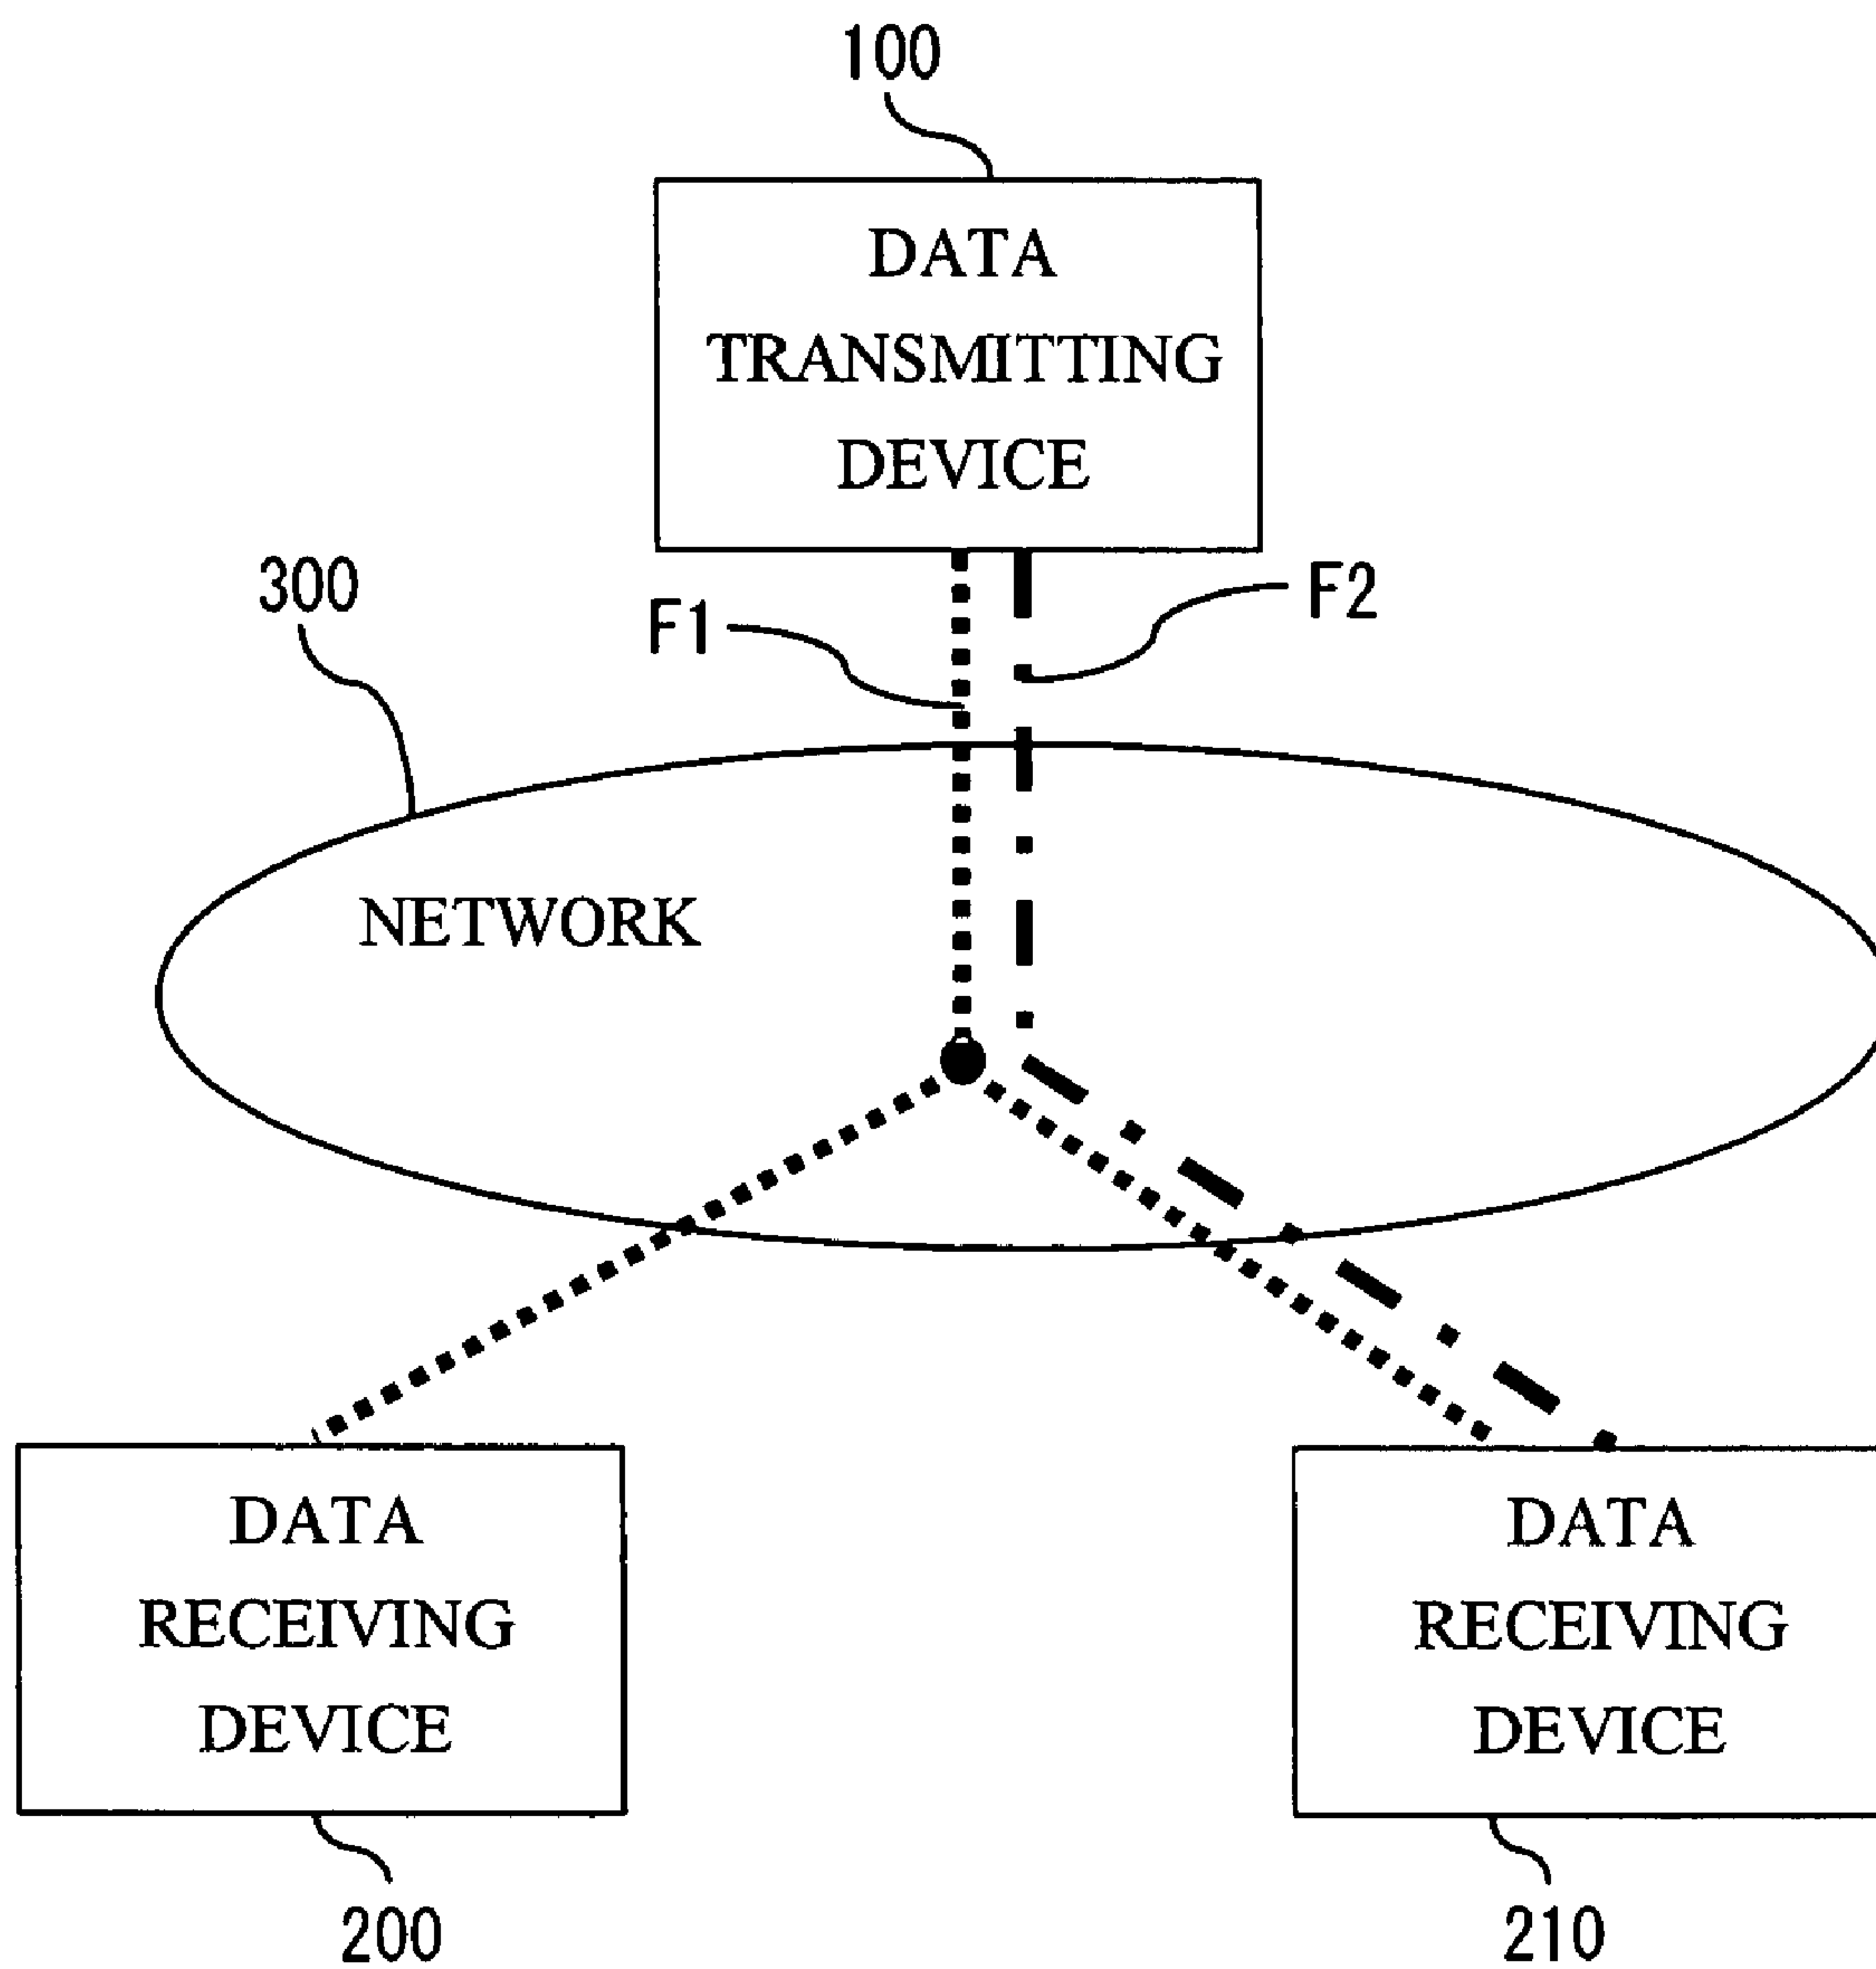 100
DATA
TRANSMITTING
DEVICE
300
F1
F2
NETWORK
DATA
RECEIVING
DEVICE
DATA
RECEIVING
DEVICE
200
210